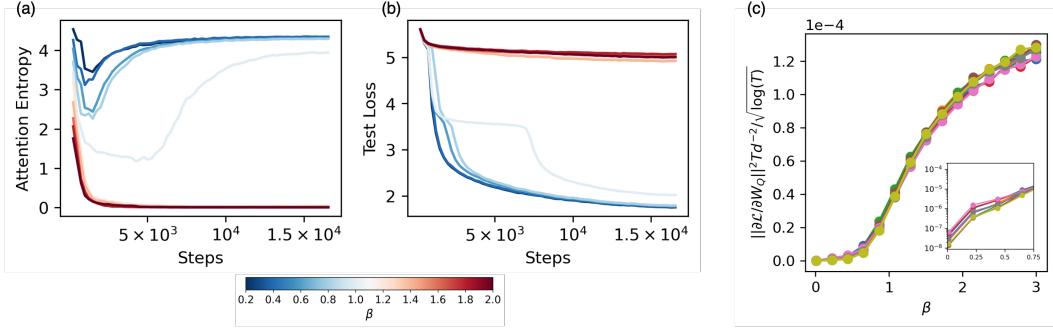 (a)
Attention Entropy
4
3
2
1
0
5 × 10³
10⁴
1.5 × 10⁴
Steps
(b)
Test Loss
5
4
3
2
5 × 10³
10⁴
1.5 × 10⁴
Steps
0.2 0.4 0.6 0.8 1.0 1.2 1.4 1.6 1.8 2.0
β
(c)
1e−4
||∂ℒ/∂W_Q||²Td⁻²/√log(T)
1.2
1.0
0.8
0.6
0.4
0.2
0.0
0 1 2 3
β
10⁻⁴
10⁻⁵
10⁻⁶
10⁻⁷
10⁻⁸
0 0.25 0.50 0.75